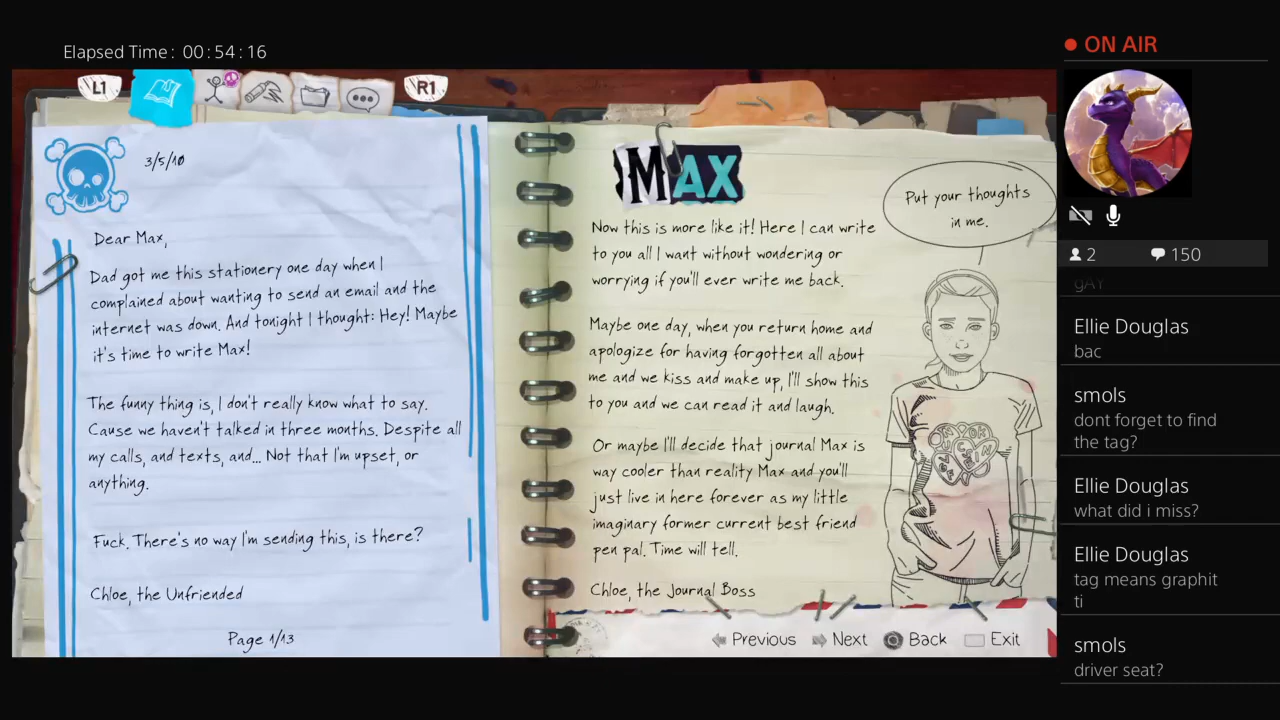 Elapsed Time: 00:54:16
ON AIR
L1
R1
3/5/10
Dear Max,
Dad got me this stationery one day when I
complained about wanting to send an email and the
internet was down. And tonight I thought: Hey! Maybe
it's time to write Max!
The funny thing is, I don't really know what to say.
Cause we haven't talked in three months. Despite all
my calls, and texts, and... Not that I'm upset, or
anything.
Fuck. There's no way I'm sending this, is there?
Chloe, the Unfriended
Page 1/13
MAX
Now this is more like it! Here I can write
to you all I want without wondering or
worrying if you'll ever write me back.
Maybe one day, when you return home and
apologize for having forgotten all about
me and we kiss and make up, I'll show this
to you and we can read it and laugh.
Or maybe I'll decide that journal Max is
way cooler than reality Max and you'll
just live in here forever as my little
imaginary former current best friend
pen pal. Time will tell.
Chloe, the Journal Boss
Put your thoughts
in me.
Previous
Next
Back
Exit
2
150
gAY
Ellie Douglas
bac
smols
dont forget to find
the tag?
Ellie Douglas
what did i miss?
Ellie Douglas
tag means graphit
ti
smols
driver seat?